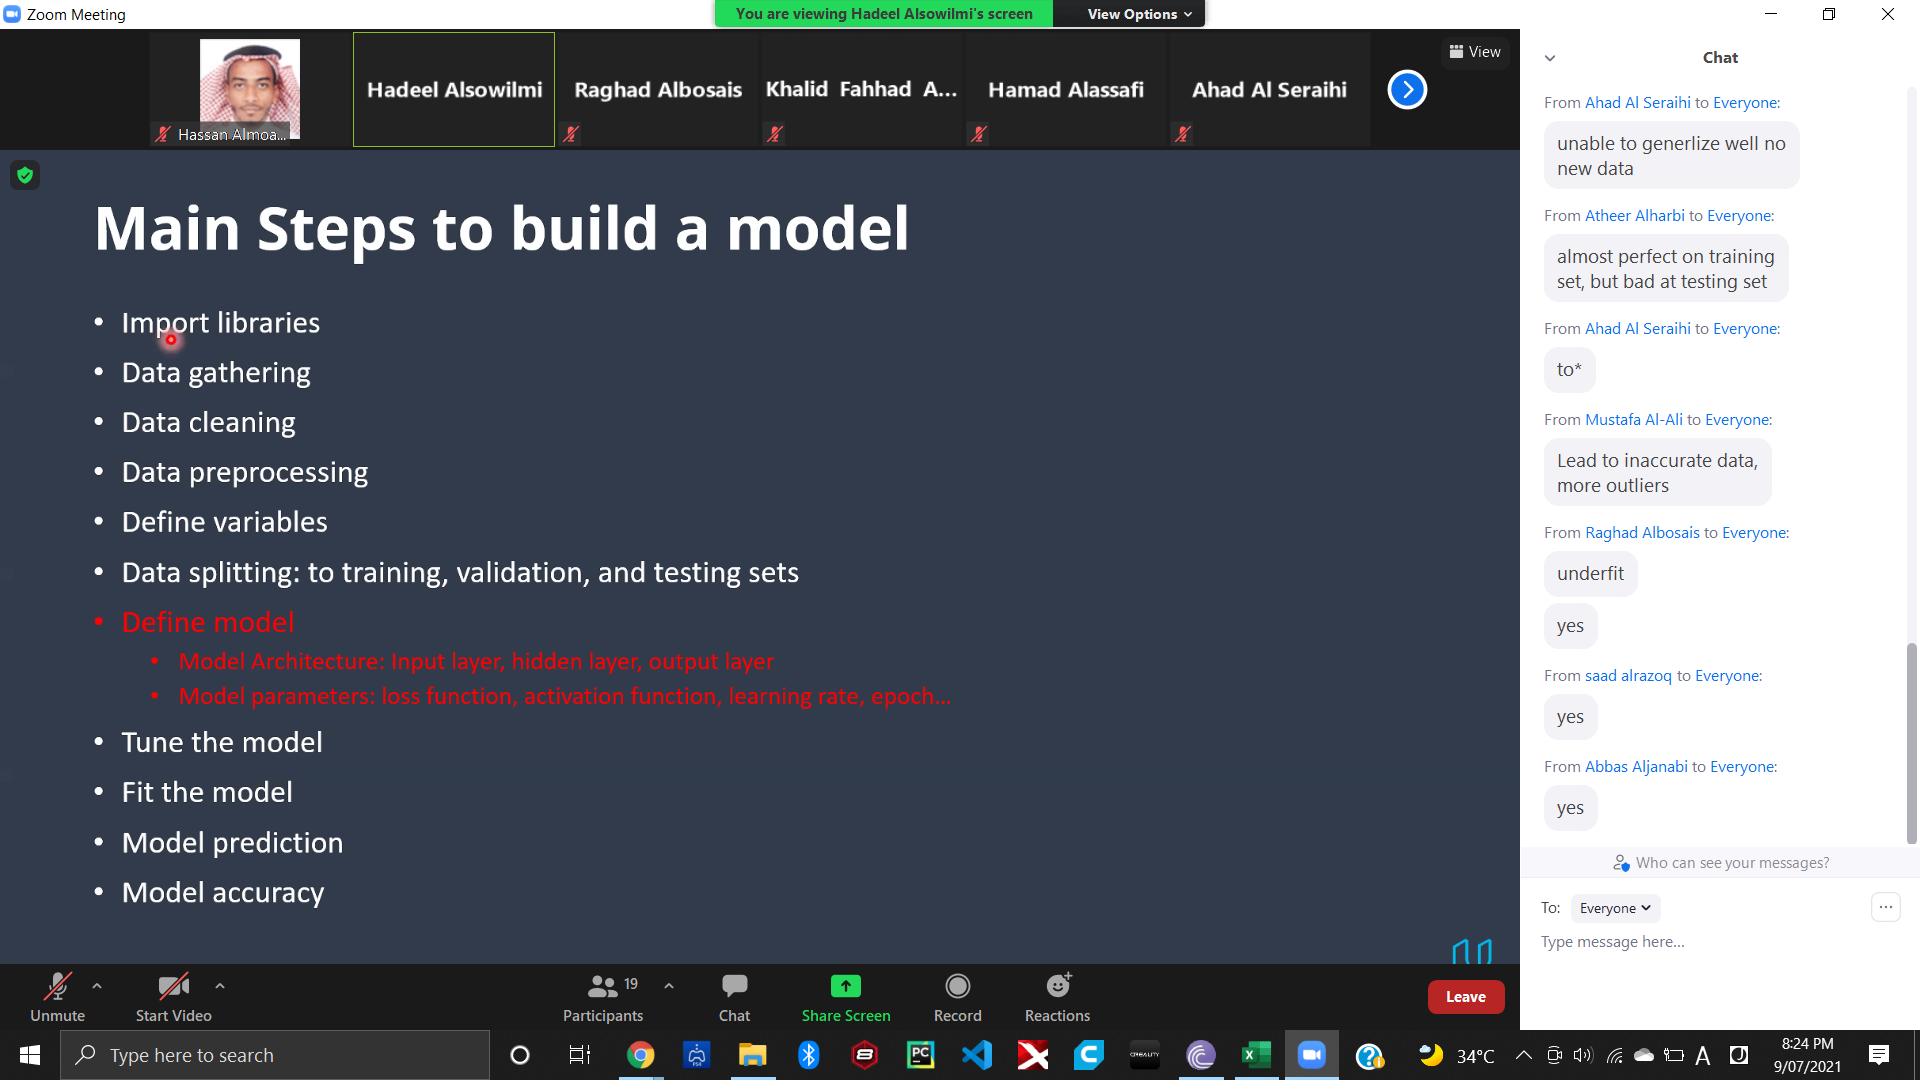 Zoom Meeting
You are viewing Hadeel Alsowilmi's screen
View Options
View
Hassan Almoa...
Hadeel Alsowilmi
Raghad Albosais
Khalid Fahhad A...
Hamad Alassafi
Ahad Al Seraihi
Main Steps to build a model
• Import libraries
• Data gathering
• Data cleaning
• Data preprocessing
• Define variables
• Data splitting: to training, validation, and testing sets
• Define model
• Model Architecture: Input layer, hidden layer, output layer
• Model parameters: loss function, activation function, learning rate, epoch...
• Tune the model
• Fit the model
• Model prediction
• Model accuracy
Chat
From Ahad Al Seraihi to Everyone:
unable to generlize well no
new data
From Atheer Alharbi to Everyone:
almost perfect on training
set, but bad at testing set
From Ahad Al Seraihi to Everyone:
to*
From Mustafa Al-Ali to Everyone:
Lead to inaccurate data,
more outliers
From Raghad Albosais to Everyone:
underfit
yes
From saad alrazoq to Everyone:
yes
From Abbas Aljanabi to Everyone:
yes
Who can see your messages?
To: Everyone
Type message here...
Unmute
Start Video
19
Participants
Chat
Share Screen
Record
Reactions
Leave
Type here to search
PC
CREALITY
34°C
A
8:24 PM
9/07/2021